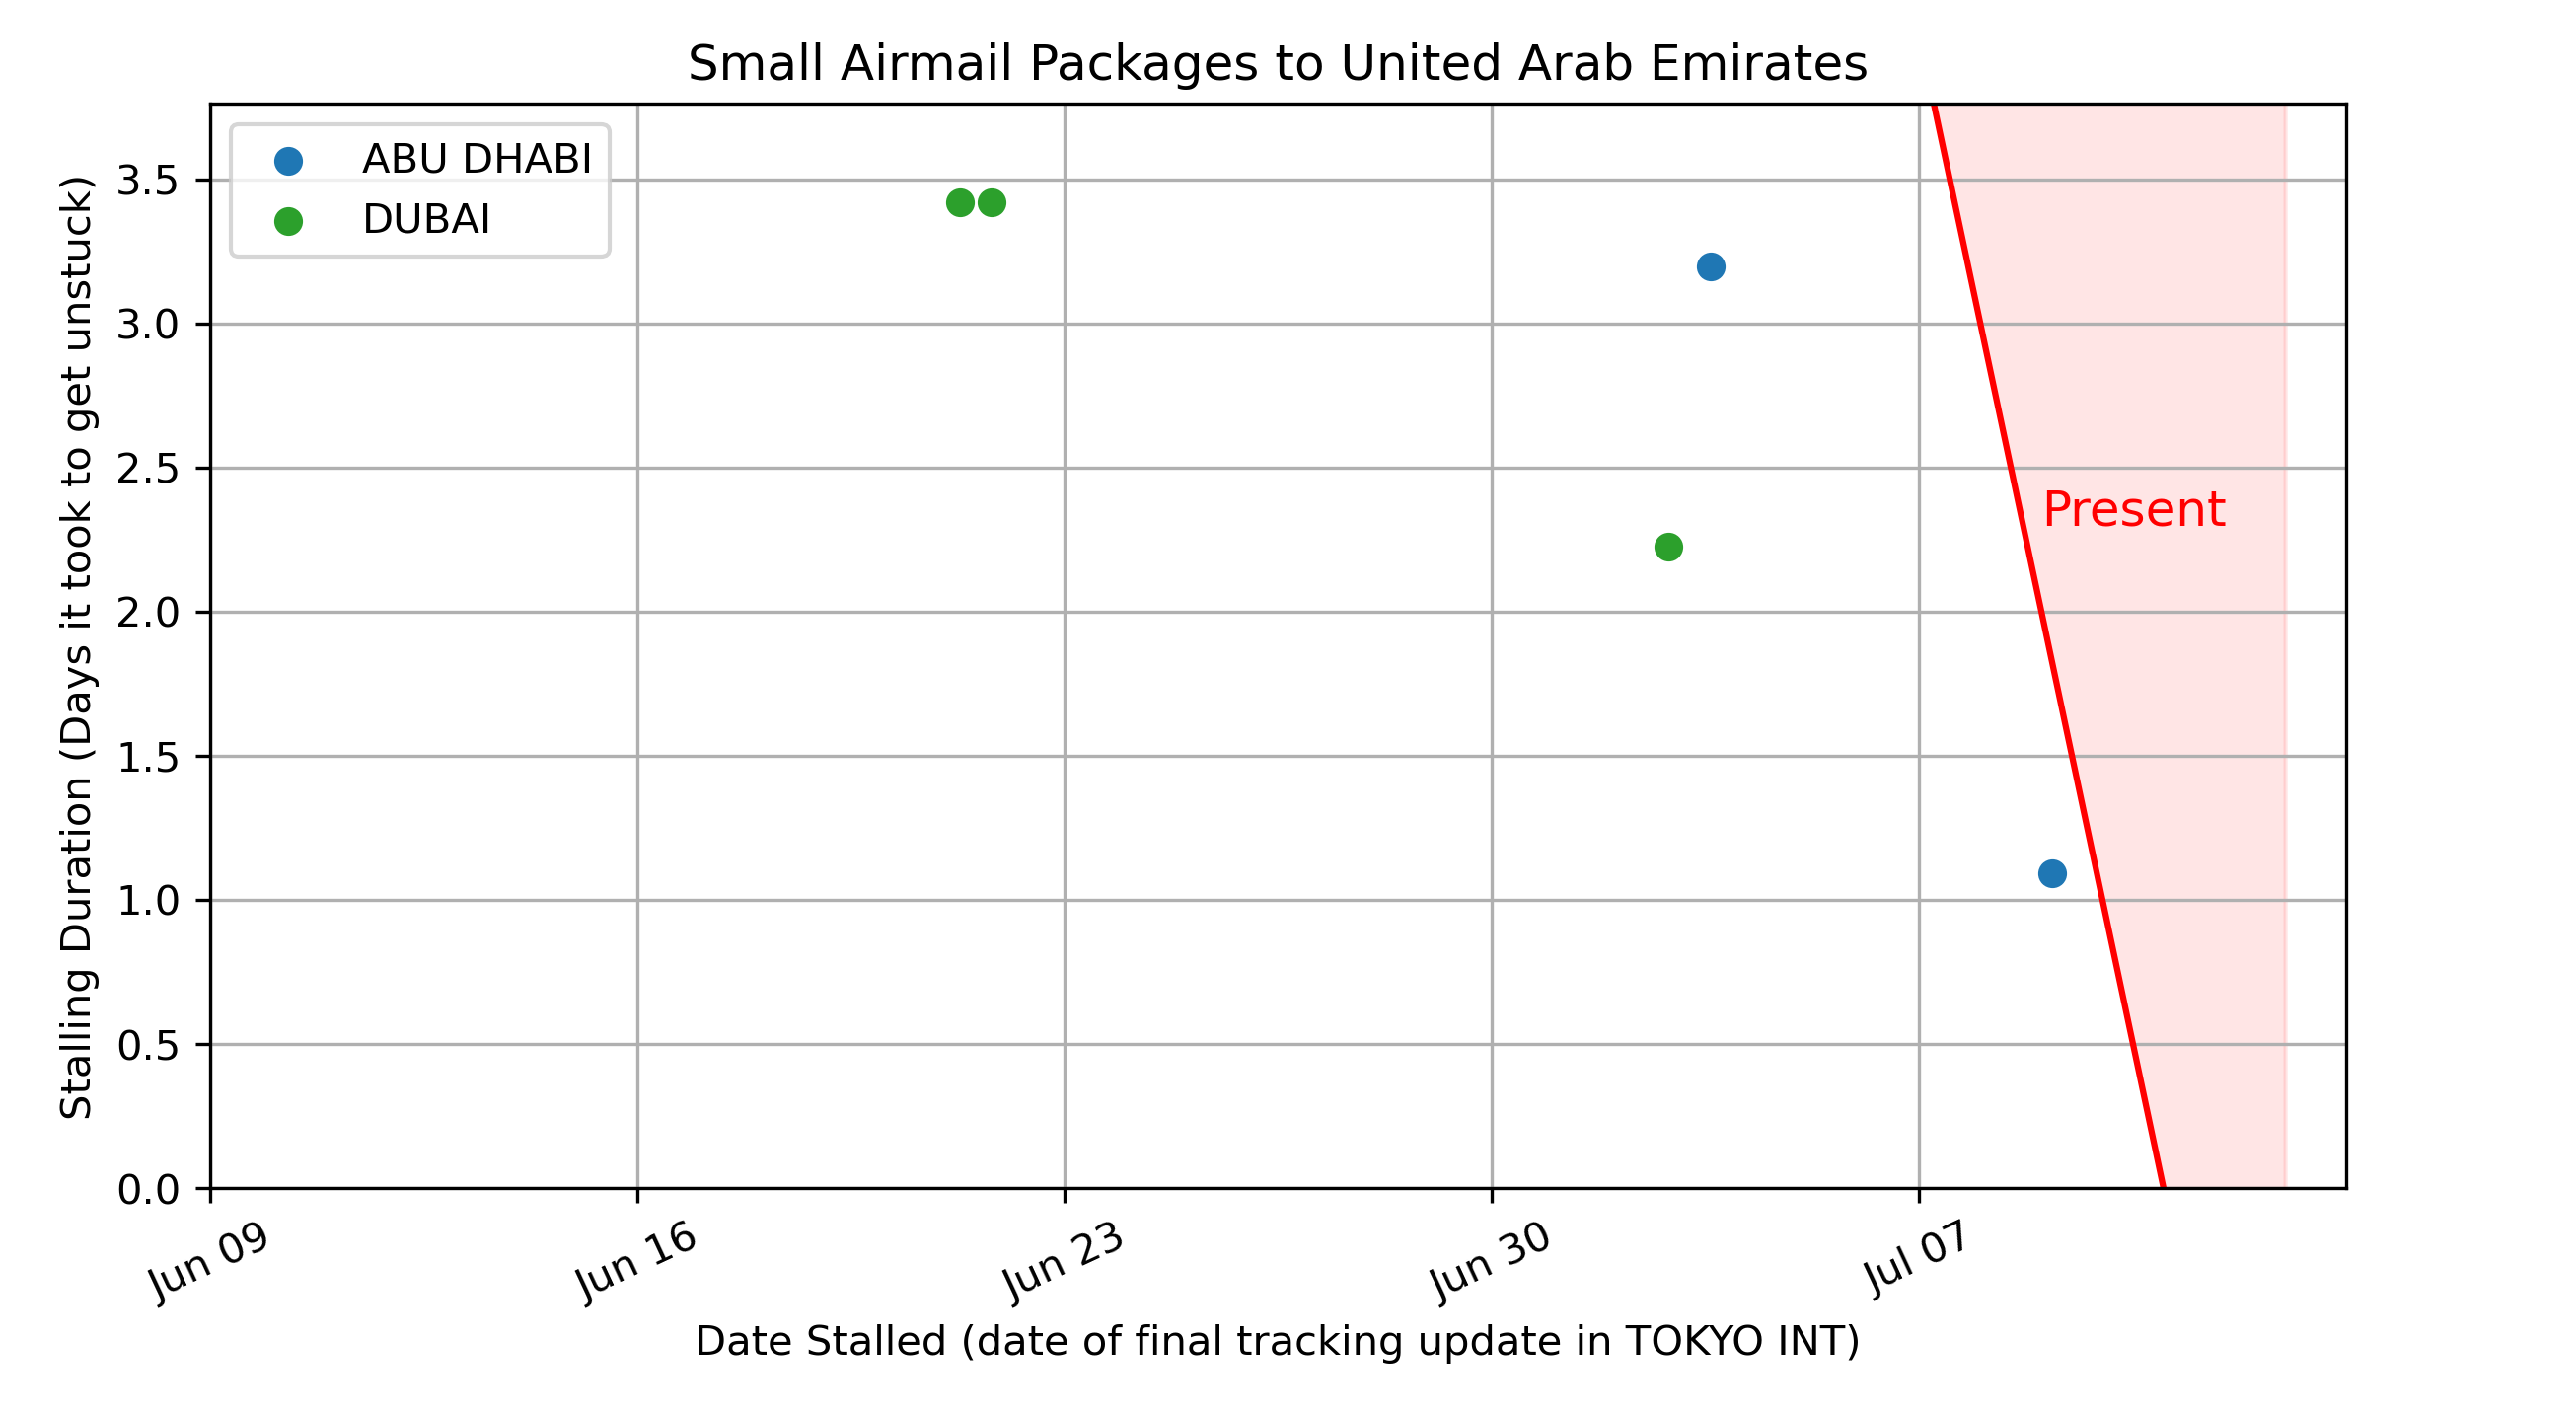 Small Airmail Packages to United Arab Emirates
ABU DHABI
DUBAI
Present
Stalling Duration (Days it took to get unstuck)
3.5
3.0
2.5
2.0
1.5
1.0
0.5
0.0
Jun 09
Jun 16
Jun 23
Jun 30
Jul 07
Date Stalled (date of final tracking update in TOKYO INT)